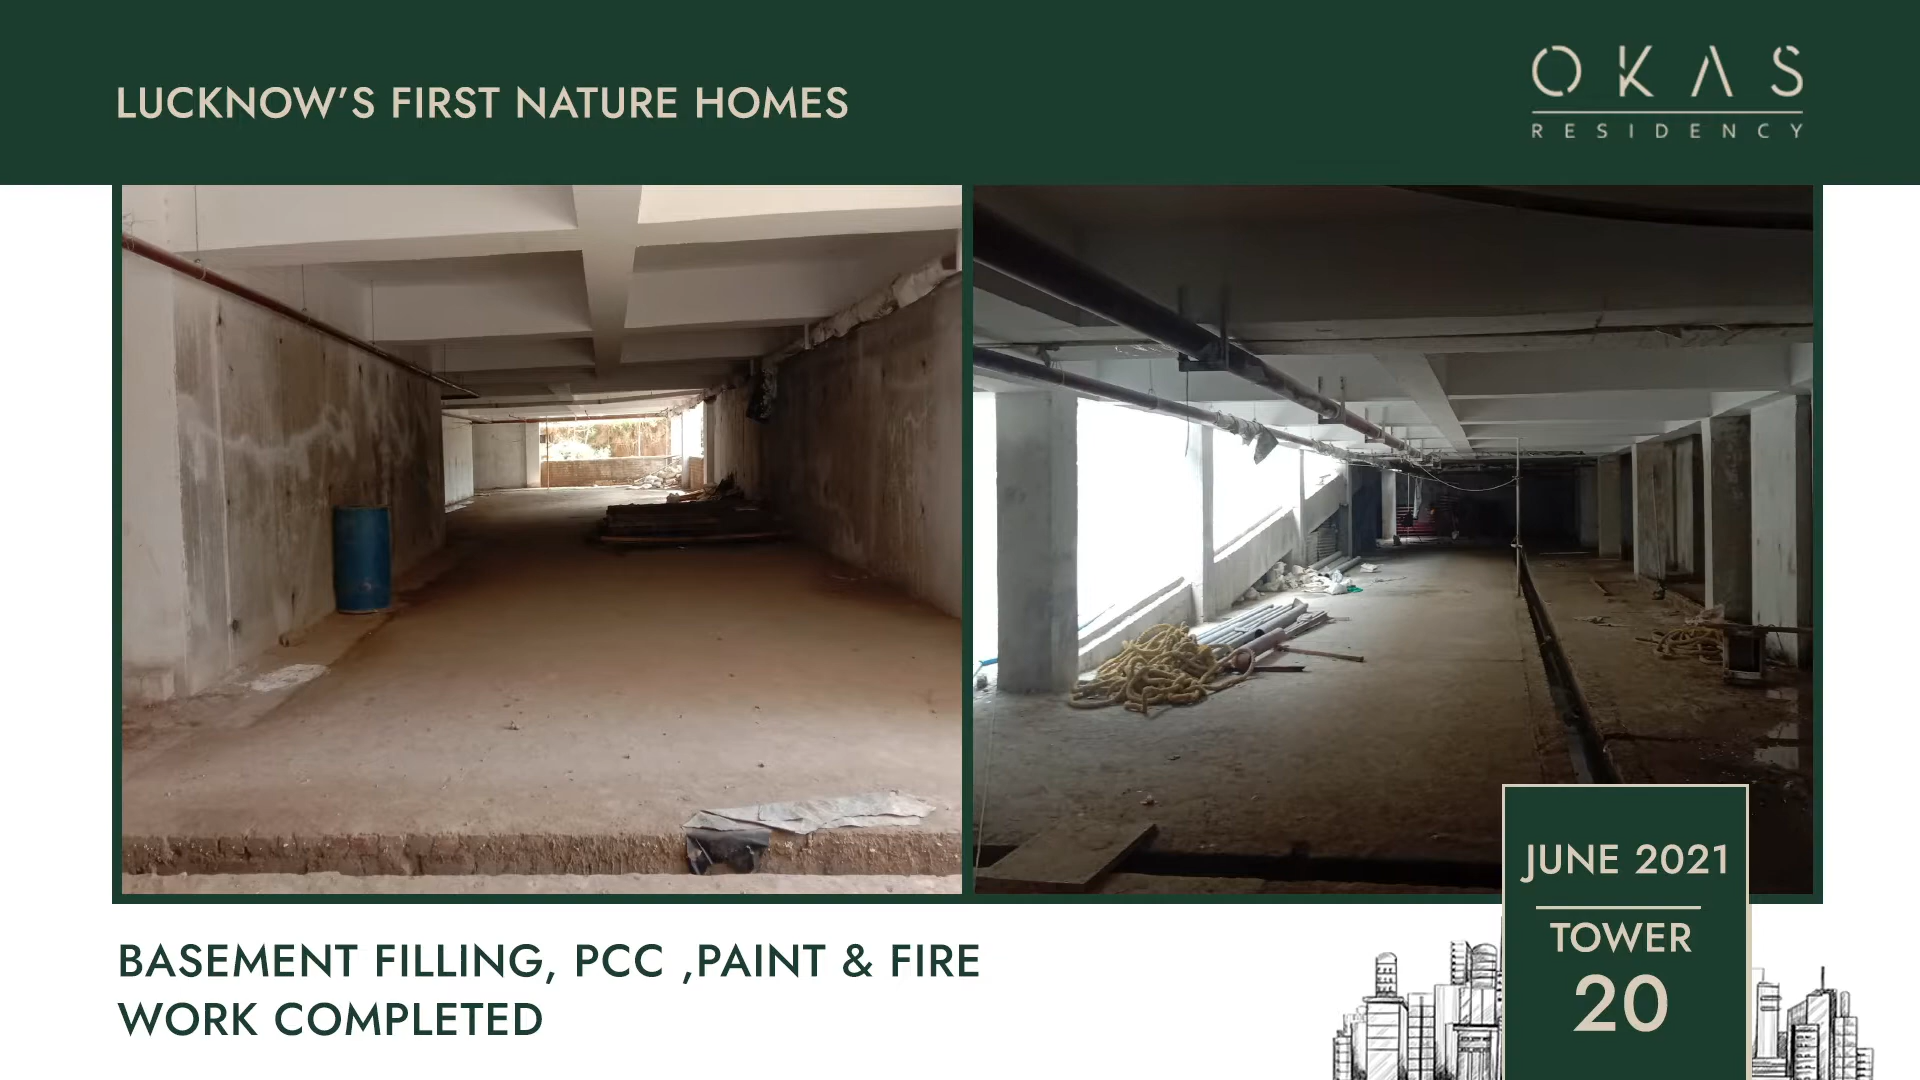 LUCKNOW’S FIRST NATURE HOMES
OKAS
RESIDENCY
BASEMENT FILLING, PCC ,PAINT & FIRE
WORK COMPLETED
JUNE 2021
TOWER
20